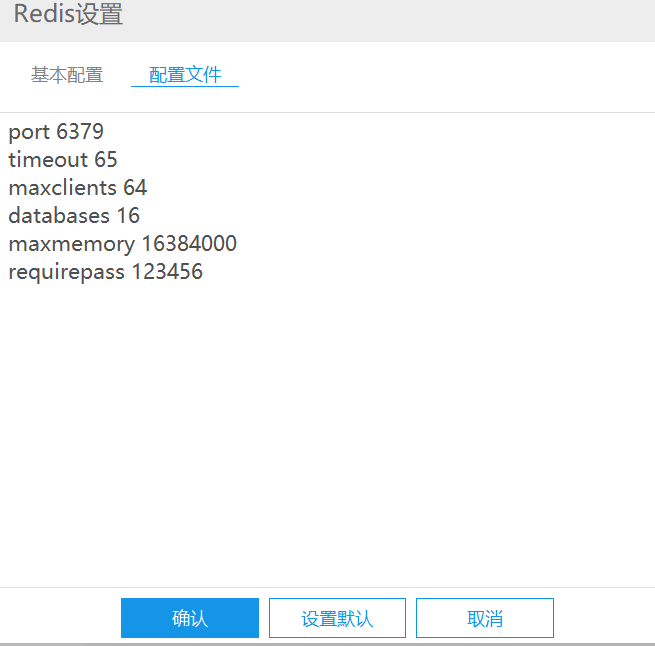 Redis设置
基本配置 配置文件
port 6379
timeout 65
maxclients 64
databases 16
maxmemory 16384000
requirepass 123456
确认 设置默认 取消